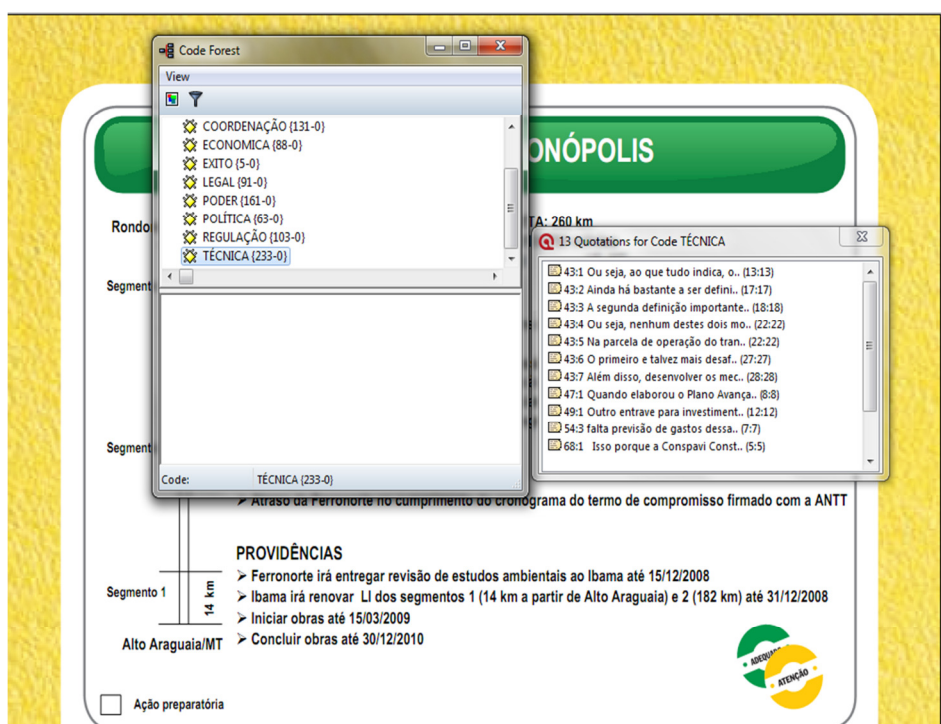 Code Forest
View
COORDENAÇÃO {131-0}
ECONOMICA {88-0}
EXITO {5-0}
LEGAL {91-0}
PODER {161-0}
POLÍTICA {63-0}
REGULAÇÃO {103-0}
TÉCNICA {233-0}
Code: TÉCNICA {233-0}
ONÓPOLIS
Rondo
TA: 260 km
13 Quotations for Code TÉCNICA
43:1 Ou seja, ao que tudo indica, o.. (13:13)
43:2 Ainda há bastante a ser defini.. (17:17)
43:3 A segunda definição importante.. (18:18)
43:4 Ou seja, nenhum destes dois mo.. (22:22)
43:5 Na parcela de operação do tran.. (22:22)
43:6 O primeiro e talvez mais desaf.. (27:27)
43:7 Além disso, desenvolver os mec.. (28:28)
47:1 Quando elaborou o Plano Avança.. (8:8)
49:1 Outro entrave para investiment.. (12:12)
54:3 falta previsão de gastos dessa.. (7:7)
68:1 Isso porque a Conspavi Const.. (5:5)
Segment
Segment
➢ Atraso da Ferronorte no cumprimento do cronograma do termo de compromisso firmado com a ANTT
PROVIDÊNCIAS
➢ Ferronorte irá entregar revisão de estudos ambientais ao Ibama até 15/12/2008
Segmento 1
14 km
➢ Ibama irá renovar LI dos segmentos 1 (14 km a partir de Alto Araguaia) e 2 (182 km) até 31/12/2008
➢ Iniciar obras até 15/03/2009
Alto Araguaia/MT
➢ Concluir obras até 30/12/2010
ADEQUADO
ATENÇÃO
Ação preparatória